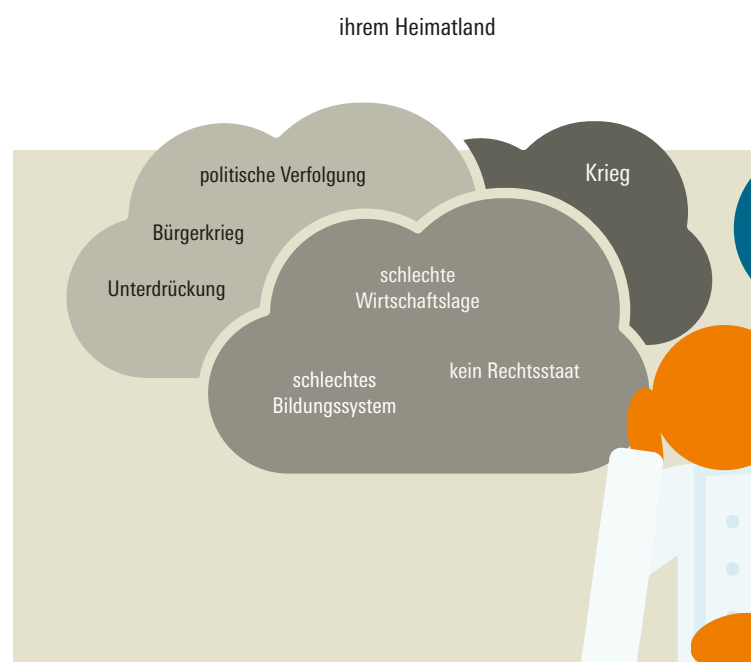 ihrem Heimatland
politische Verfolgung
Krieg
Bürgerkrieg
Unterdrückung
schlechte
Wirtschaftslage
kein Rechtsstaat
schlechtes
Bildungssystem